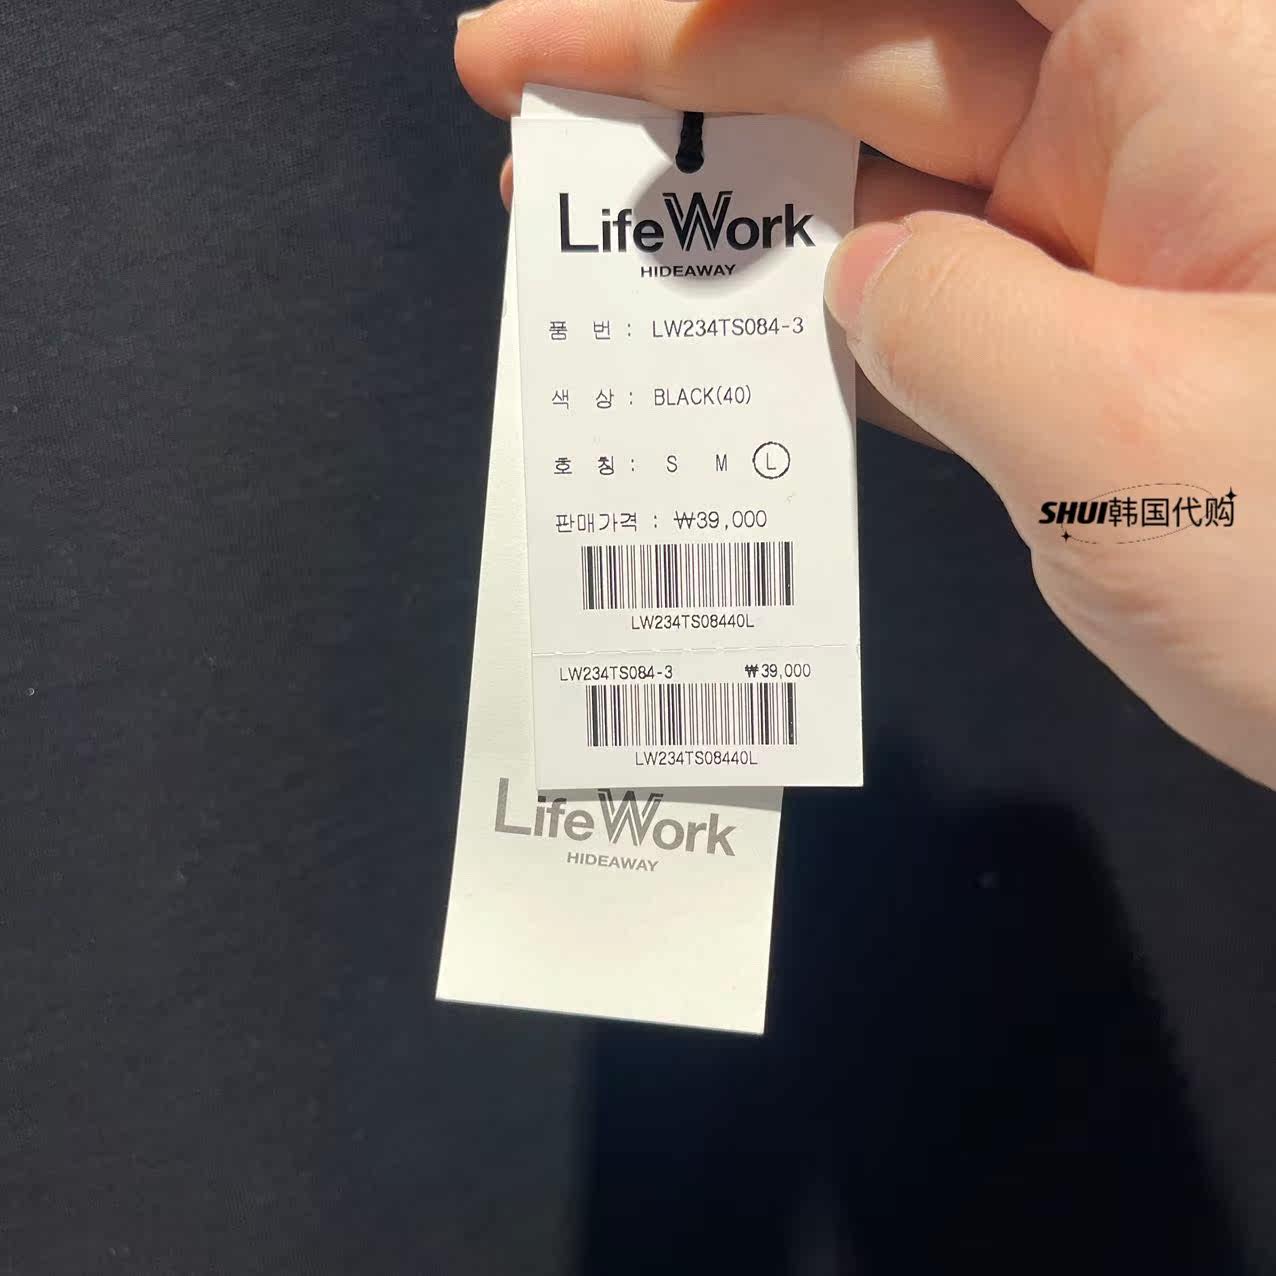 LifeWork
HIDEAWAY
품 번 : LW234TS084-3
색 상 : BLACK(40)
호 칭 : S M L
판매가격 : ₩39,000
LW234TS08440L
LW234TS084-3 ₩39,000
LW234TS08440L
LifeWork
HIDEAWAY
SHUI韩国代购